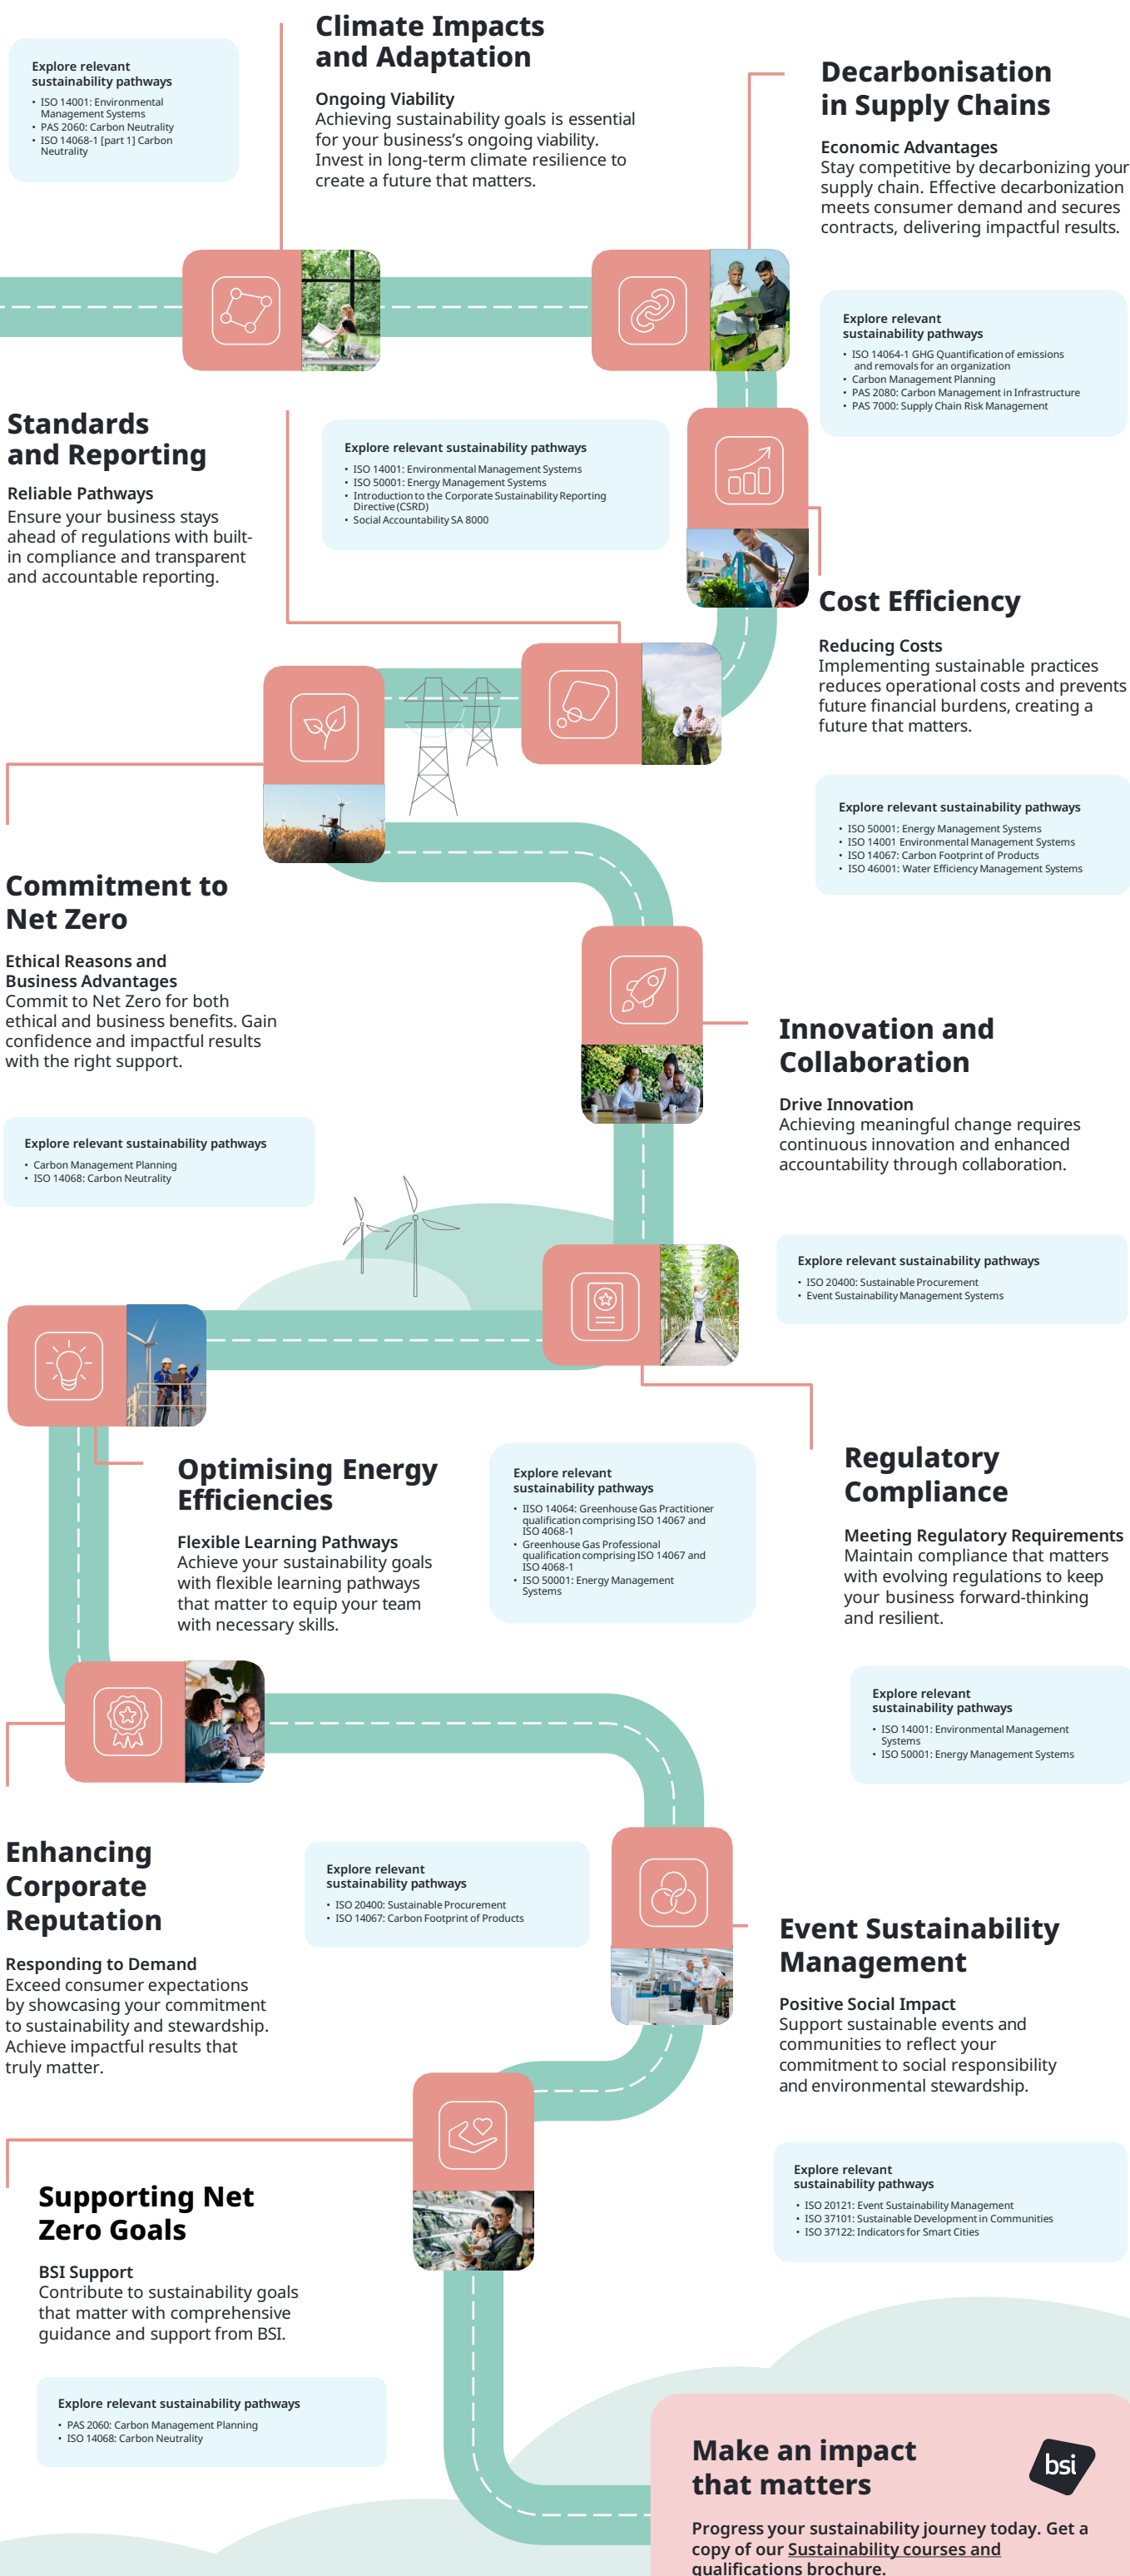 Climate Impacts
and Adaptation
Ongoing Viability
Achieving sustainability goals is essential
for your business’s ongoing viability.
Invest in long-term climate resilience to
create a future that matters.
Explore relevant
sustainability pathways
• ISO 14001: Environmental
Management Systems
• PAS 2060: Carbon Neutrality
• ISO 14068-1 [part 1] Carbon
Neutrality
Decarbonisation
in Supply Chains
Economic Advantages
Stay competitive by decarbonizing your
supply chain. Effective decarbonization
meets consumer demand and secures
contracts, delivering impactful results.
Explore relevant
sustainability pathways
• ISO 14064-1 GHG Quantification of emissions
and removals for an organization
• Carbon Management Planning
• PAS 2080: Carbon Management in Infrastructure
• PAS 7000: Supply Chain Risk Management
Standards
and Reporting
Reliable Pathways
Ensure your business stays
ahead of regulations with built-
in compliance and transparent
and accountable reporting.
Explore relevant sustainability pathways
• ISO 14001: Environmental Management Systems
• ISO 50001: Energy Management Systems
• Introduction to the Corporate Sustainability Reporting
Directive (CSRD)
• Social Accountability SA 8000
Cost Efficiency
Reducing Costs
Implementing sustainable practices
reduces operational costs and prevents
future financial burdens, creating a
future that matters.
Explore relevant sustainability pathways
• ISO 50001: Energy Management Systems
• ISO 14001 Environmental Management Systems
• ISO 14067: Carbon Footprint of Products
• ISO 46001: Water Efficiency Management Systems
Commitment to
Net Zero
Ethical Reasons and
Business Advantages
Commit to Net Zero for both
ethical and business benefits. Gain
confidence and impactful results
with the right support.
Explore relevant sustainability pathways
• Carbon Management Planning
• ISO 14068: Carbon Neutrality
Innovation and
Collaboration
Drive Innovation
Achieving meaningful change requires
continuous innovation and enhanced
accountability through collaboration.
Explore relevant sustainability pathways
• ISO 20400: Sustainable Procurement
• Event Sustainability Management Systems
Optimising Energy
Efficiencies
Flexible Learning Pathways
Achieve your sustainability goals
with flexible learning pathways
that matter to equip your team
with necessary skills.
Explore relevant
sustainability pathways
• IISO 14064: Greenhouse Gas Practitioner
qualification comprising ISO 14067 and
ISO 4068-1
• Greenhouse Gas Professional
qualification comprising ISO 14067 and
ISO 4068-1
• ISO 50001: Energy Management
Systems
Regulatory
Compliance
Meeting Regulatory Requirements
Maintain compliance that matters
with evolving regulations to keep
your business forward-thinking
and resilient.
Explore relevant
sustainability pathways
• ISO 14001: Environmental Management
Systems
• ISO 50001: Energy Management Systems
Enhancing
Corporate
Reputation
Responding to Demand
Exceed consumer expectations
by showcasing your commitment
to sustainability and stewardship.
Achieve impactful results that
truly matter.
Explore relevant
sustainability pathways
• ISO 20400: Sustainable Procurement
• ISO 14067: Carbon Footprint of Products
Event Sustainability
Management
Positive Social Impact
Support sustainable events and
communities to reflect your
commitment to social responsibility
and environmental stewardship.
Explore relevant
sustainability pathways
• ISO 20121: Event Sustainability Management
• ISO 37101: Sustainable Development in Communities
• ISO 37122: Indicators for Smart Cities
Supporting Net
Zero Goals
BSI Support
Contribute to sustainability goals
that matter with comprehensive
guidance and support from BSI.
Explore relevant sustainability pathways
• PAS 2060: Carbon Management Planning
• ISO 14068: Carbon Neutrality
Make an impact
that matters
bsi
Progress your sustainability journey today. Get a
copy of our Sustainability courses and
qualifications brochure.